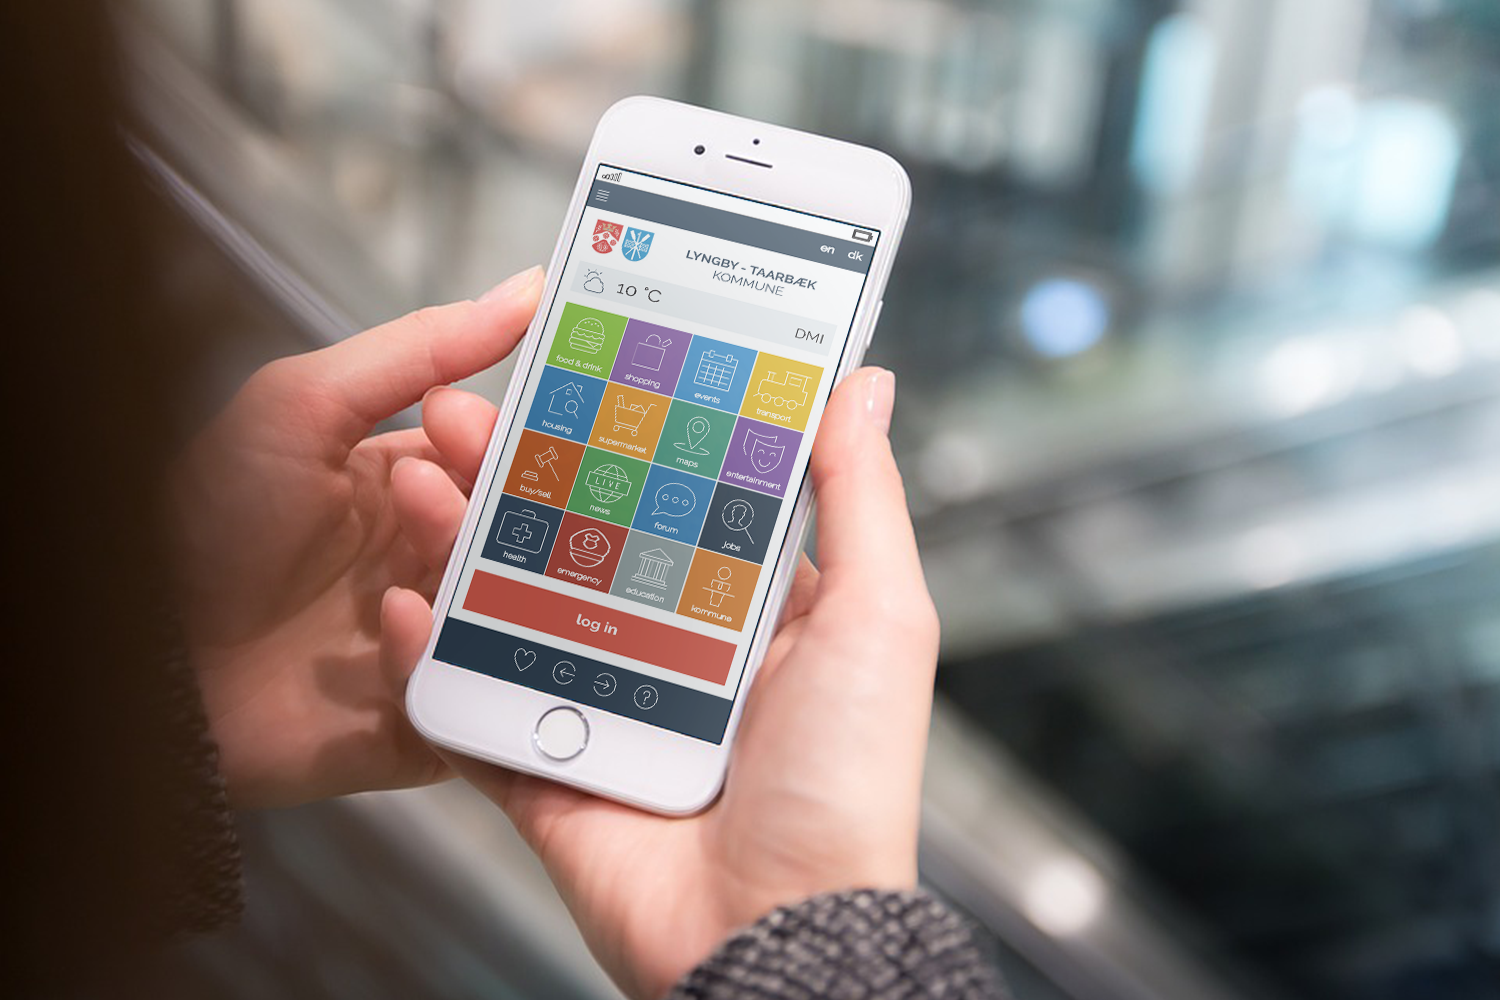 en dk
LYNGBY - TAARBÆK
KOMMUNE
10 °C
DMI
food & drink
shopping
events
transport
housing
supermarket
maps
entertainment
buy/sell
LIVE
news
forum
jobs
health
emergency
education
kommune
log in
?